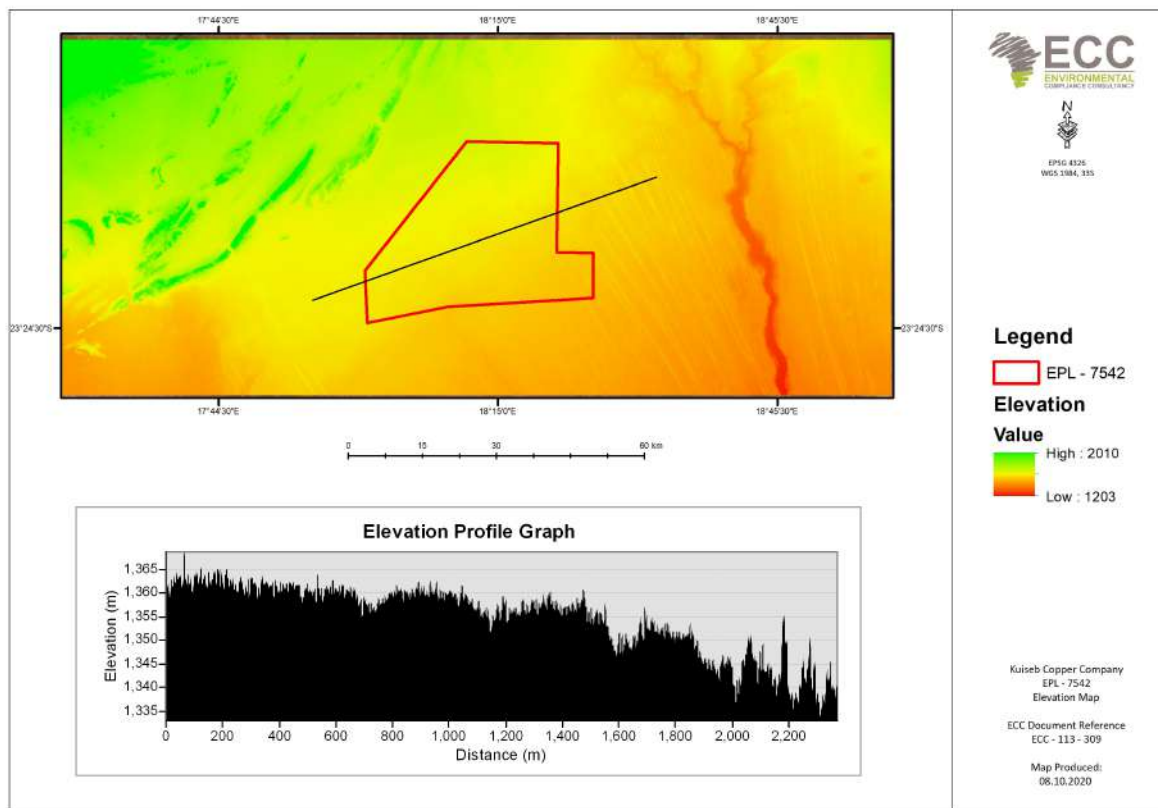 17°44'30"E
18°15'0"E
18°45'30"E
23°24'30"S
23°24'30"S
17°44'30"E
18°15'0"E
18°45'30"E
0 15 30 60 km
ECC
ENVIRONMENTAL
COMPLIANCE CONSULTANCY
N
EPSG 4326
WGS 1984, 33S
Legend
EPL - 7542
Elevation
Value
High : 2010
Low : 1203
Elevation Profile Graph
Elevation (m)
1,365
1,360
1,355
1,350
1,345
1,340
1,335
0 200 400 600 800 1,000 1,200 1,400 1,600 1,800 2,000 2,200
Distance (m)
Kuiseb Copper Company
EPL - 7542
Elevation Map
ECC Document Reference
ECC - 113 - 309
Map Produced:
08.10.2020